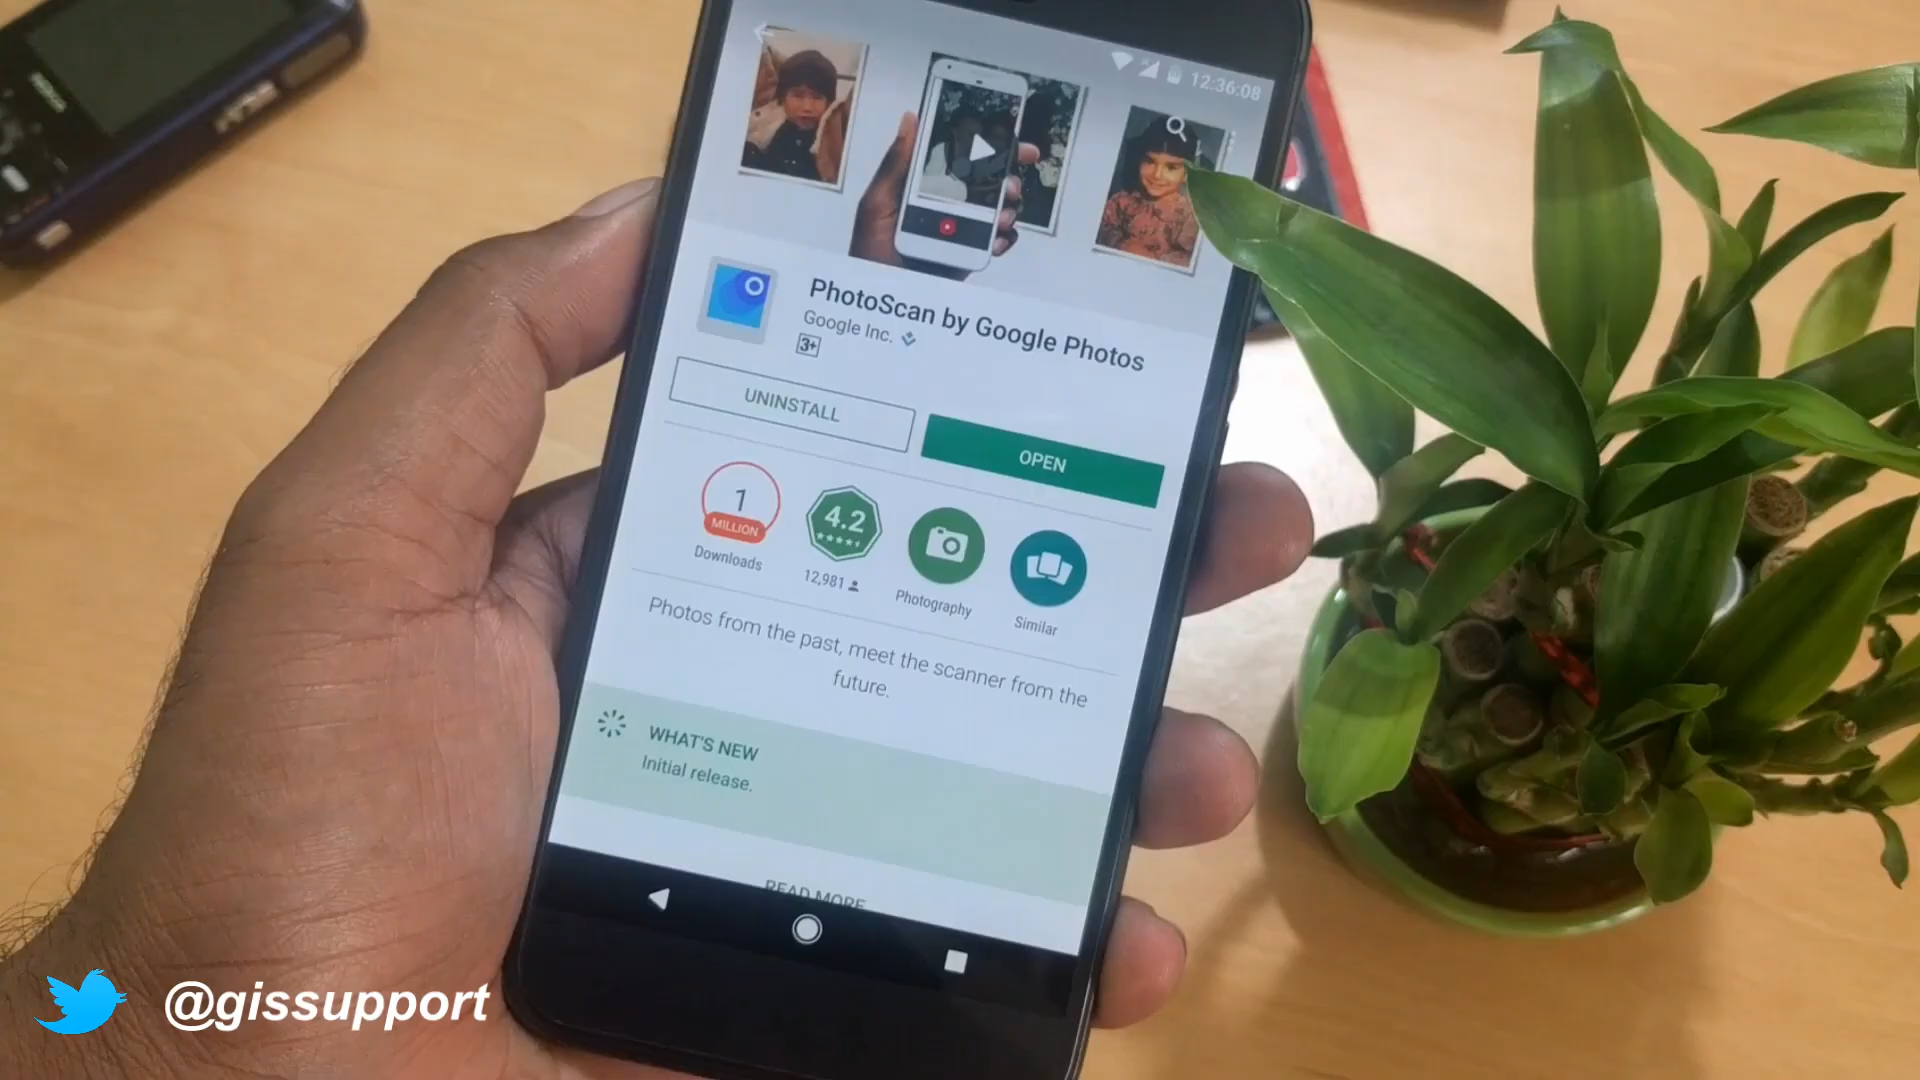 12:36:08
PhotoScan by Google Photos
Google Inc.
3+
UNINSTALL
OPEN
1
MILLION
Downloads
4.2
12,981
Photography
Similar
Photos from the past, meet the scanner from the
future.
WHAT'S NEW
Initial release.
READ MORE
@gissupport